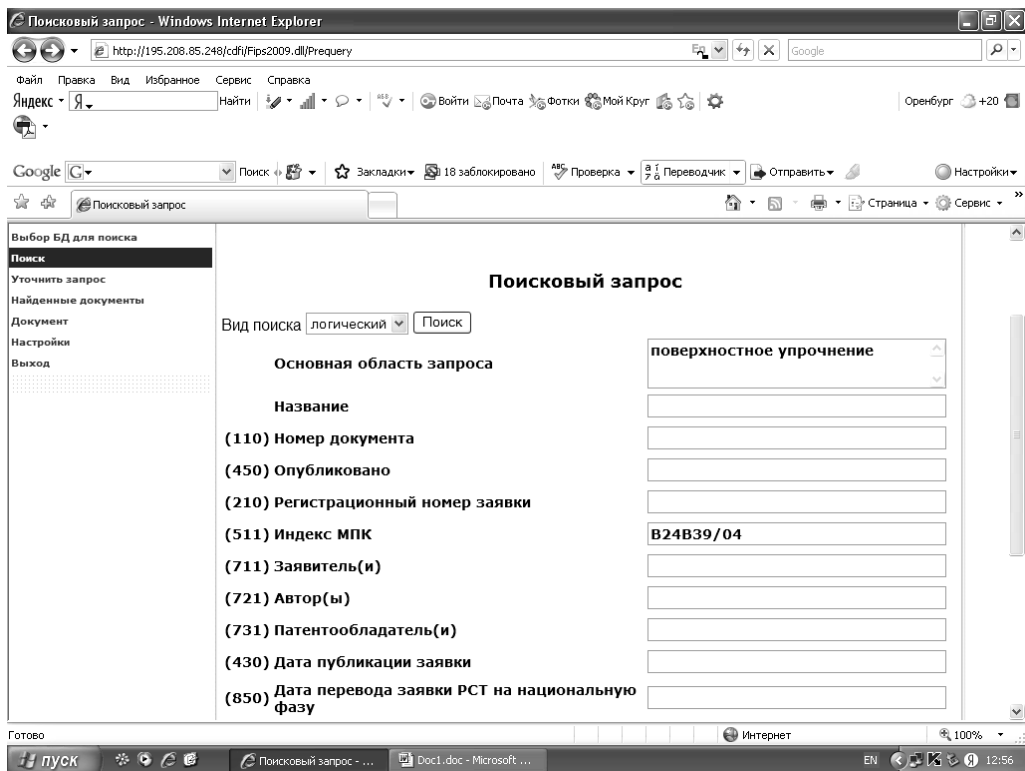 Поисковый запрос - Windows Internet Explorer
http://195.208.85.248/cdfi/Fips2009.dll/Prequery
Google
Файл Правка Вид Избранное Сервис Справка
Яндекс Я Найти Войти Почта Фотки Мой Круг Оренбург +20
Google G Поиск Закладки 18 заблокировано Проверка Переводчик Отправить Настройки
Поисковый запрос Страница Сервис »
Выбор БД для поиска
Поиск
Уточнить запрос
Найденные документы
Документ
Настройки
Выход
Поисковый запрос
Вид поиска логический Поиск
Основная область запроса поверхностное упрочнение
Название
(110) Номер документа
(450) Опубликовано
(210) Регистрационный номер заявки
(511) Индекс МПК B24B39/04
(711) Заявитель(и)
(721) Автор(ы)
(731) Патентообладатель(и)
(430) Дата публикации заявки
(850) Дата перевода заявки РСТ на национальную
фазу
Готово Интернет 100%
пуск Поисковый запрос - ... Doc1.doc - Microsoft ... EN 12:56